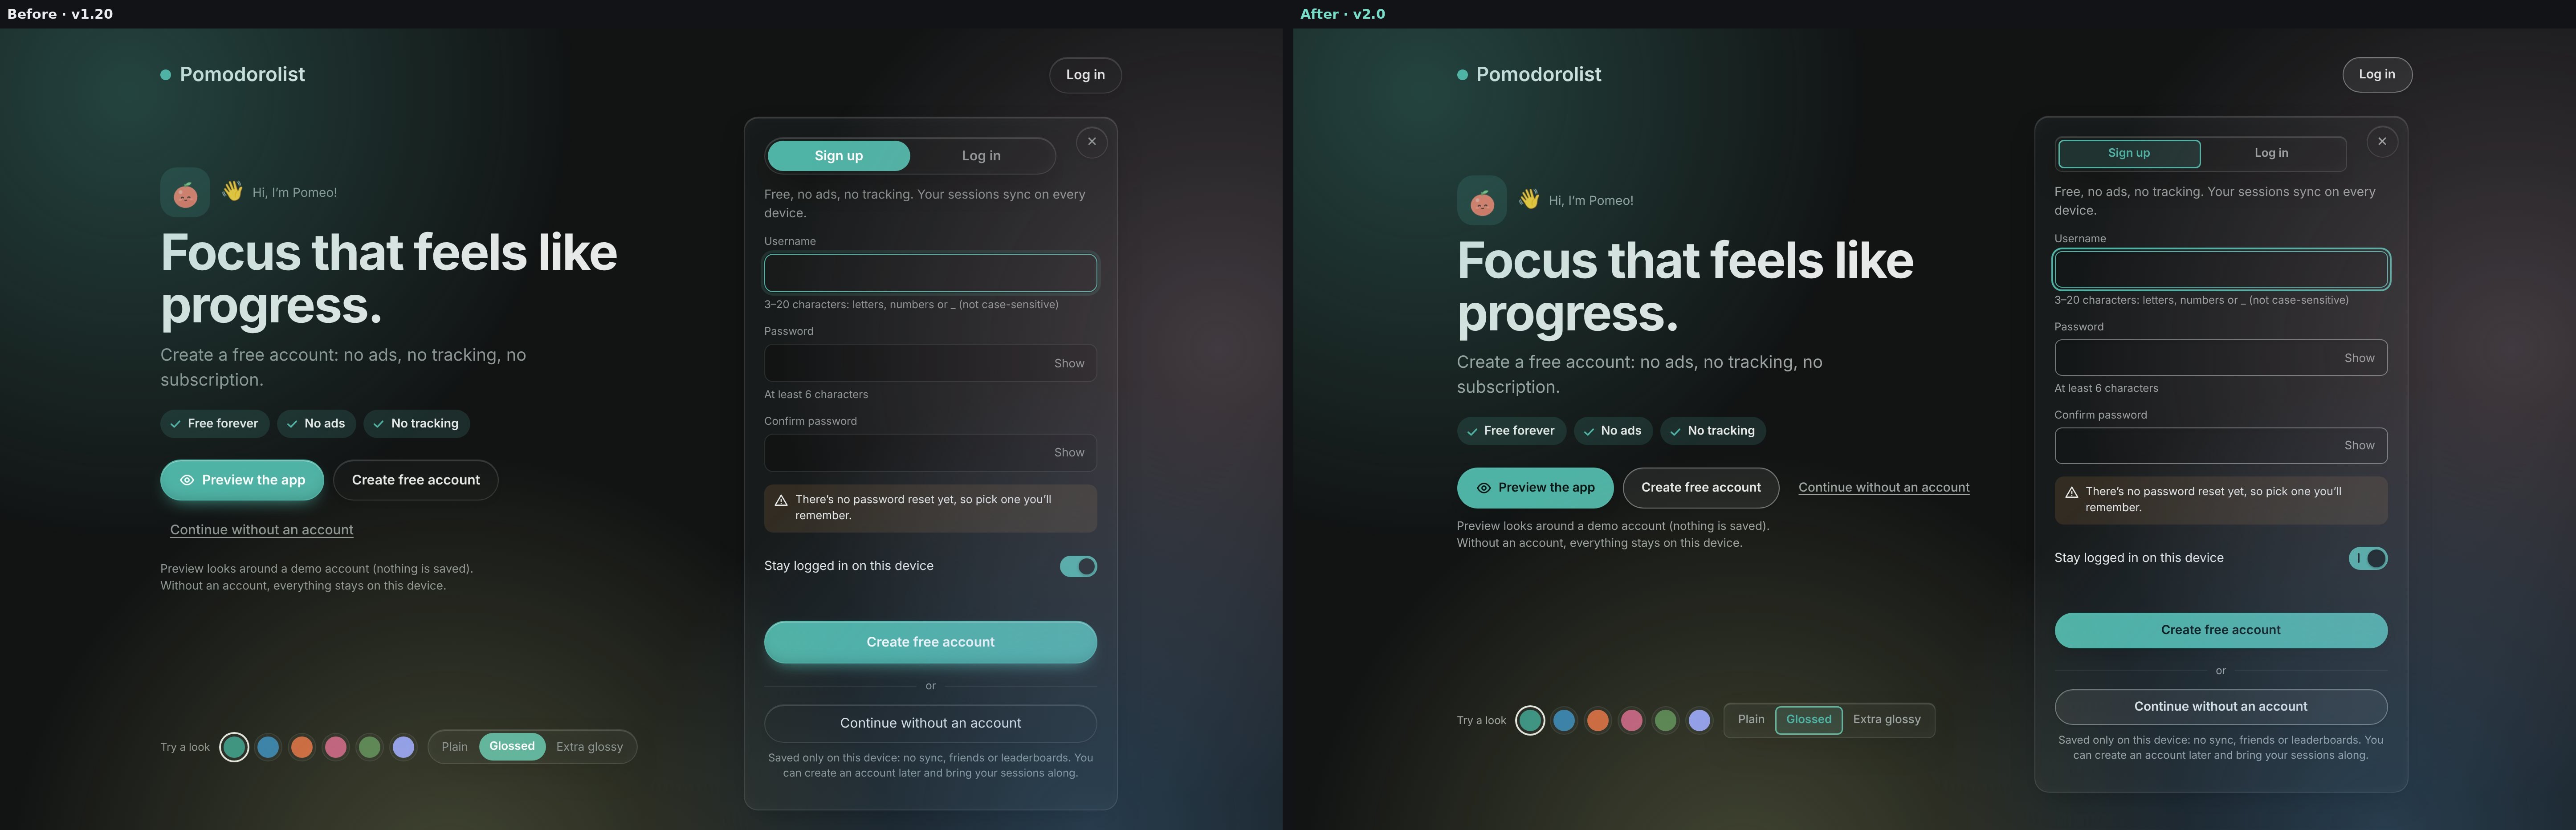 Before · v1.20
Pomodorolist
Log in
👋 Hi, I’m Pomeo!
Focus that feels like
progress.
Create a free account: no ads, no tracking, no
subscription.
Free forever
No ads
No tracking
Preview the app
Create free account
Continue without an account
Preview looks around a demo account (nothing is saved).
Without an account, everything stays on this device.
Try a look
Plain
Glossed
Extra glossy
Sign up
Log in
Free, no ads, no tracking. Your sessions sync on every
device.
Username
3–20 characters: letters, numbers or _ (not case-sensitive)
Password
Show
At least 6 characters
Confirm password
Show
There’s no password reset yet, so pick one you’ll
remember.
Stay logged in on this device
Create free account
or
Continue without an account
Saved only on this device: no sync, friends or leaderboards. You
can create an account later and bring your sessions along.
After · v2.0
Pomodorolist
Log in
👋 Hi, I’m Pomeo!
Focus that feels like
progress.
Create a free account: no ads, no tracking, no
subscription.
Free forever
No ads
No tracking
Preview the app
Create free account
Continue without an account
Preview looks around a demo account (nothing is saved).
Without an account, everything stays on this device.
Try a look
Plain
Glossed
Extra glossy
Sign up
Log in
Free, no ads, no tracking. Your sessions sync on every
device.
Username
3–20 characters: letters, numbers or _ (not case-sensitive)
Password
Show
At least 6 characters
Confirm password
Show
There’s no password reset yet, so pick one you’ll
remember.
Stay logged in on this device
Create free account
or
Continue without an account
Saved only on this device: no sync, friends or leaderboards. You
can create an account later and bring your sessions along.